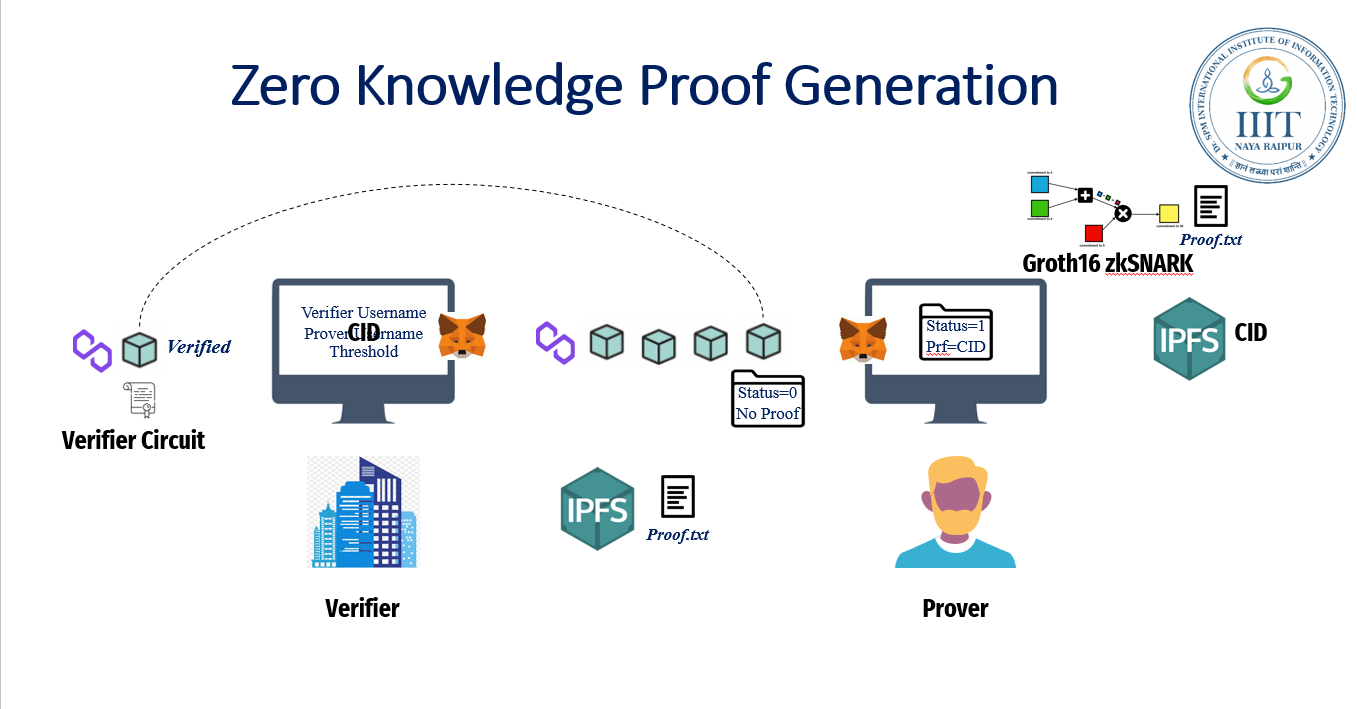 Zero Knowledge Proof Generation
Dr. SPM INTERNATIONAL INSTITUTE OF INFORMATION TECHNOLOGY
IIIT
NAYA RAIPUR
Proof.txt
Groth16 zkSNARK
Verified
Verifier Circuit
Verifier Username
Prover Username
Threshold
CID
Status=0
No Proof
Status=1
Prf=CID
IPFS
CID
IPFS
Proof.txt
Verifier
Prover